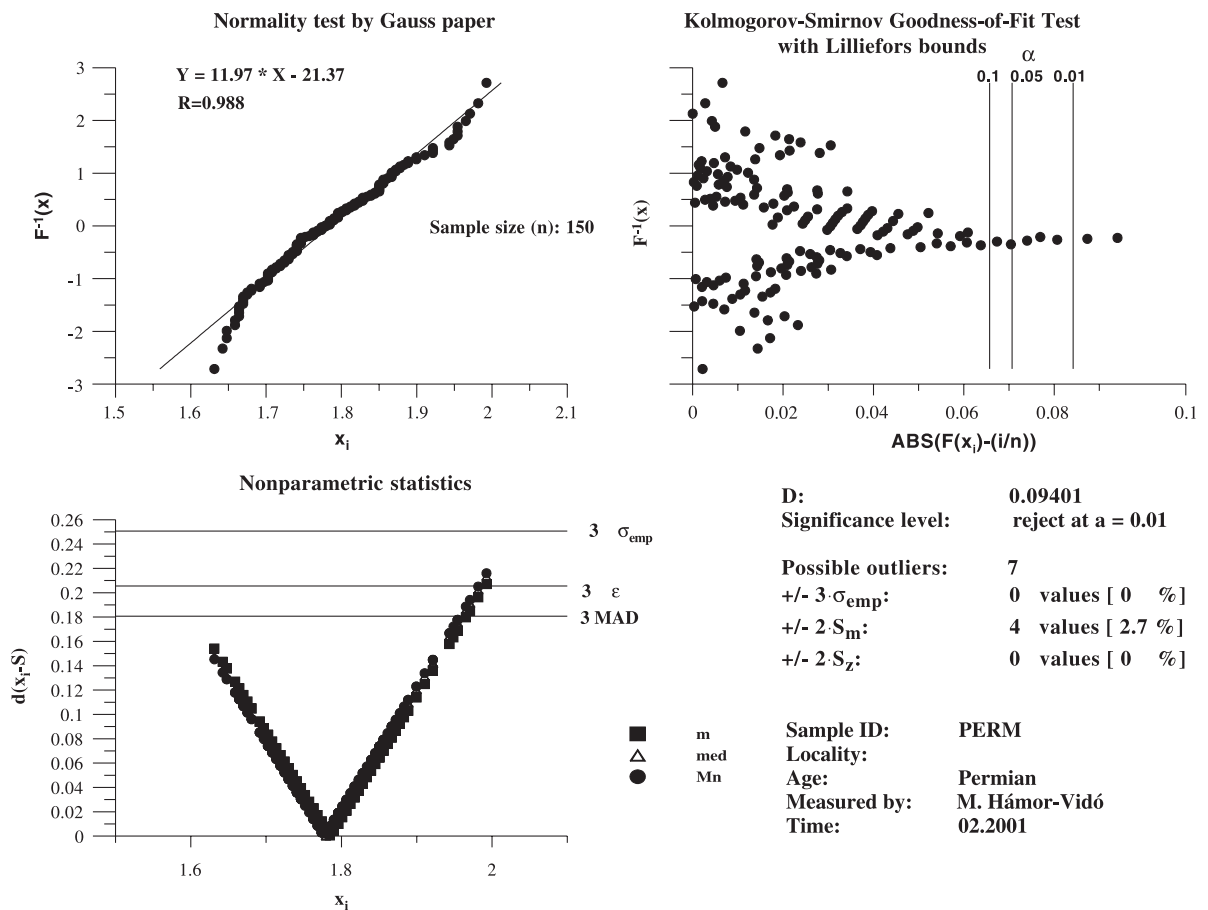 Normality test by Gauss paper
Y = 11.97 * X - 21.37
R=0.988
Sample size (n): 150
3
2
1
0
-1
-2
-3
F⁻¹(x)
1.5 1.6 1.7 1.8 1.9 2 2.1
xᵢ
Kolmogorov-Smirnov Goodness-of-Fit Test
with Lilliefors bounds
α
0.1 0.05 0.01
3
2
1
0
-1
-2
-3
F⁻¹(x)
0 0.02 0.04 0.06 0.08 0.1
ABS(F(xᵢ)-(i/n))
Nonparametric statistics
0.26
0.24
0.22
0.2
0.18
0.16
0.14
0.12
0.1
0.08
0.06
0.04
0.02
0
d(xᵢ-S)
3 σemp
3 ε
3 MAD
1.6 1.8 2
xᵢ
m
med
Mn
D: 0.09401
Significance level: reject at a = 0.01
Possible outliers: 7
+/- 3·σemp: 0 values [ 0 %]
+/- 2·Sm: 4 values [ 2.7 %]
+/- 2·Sz: 0 values [ 0 %]
Sample ID: PERM
Locality:
Age: Permian
Measured by: M. Hámor-Vidó
Time: 02.2001